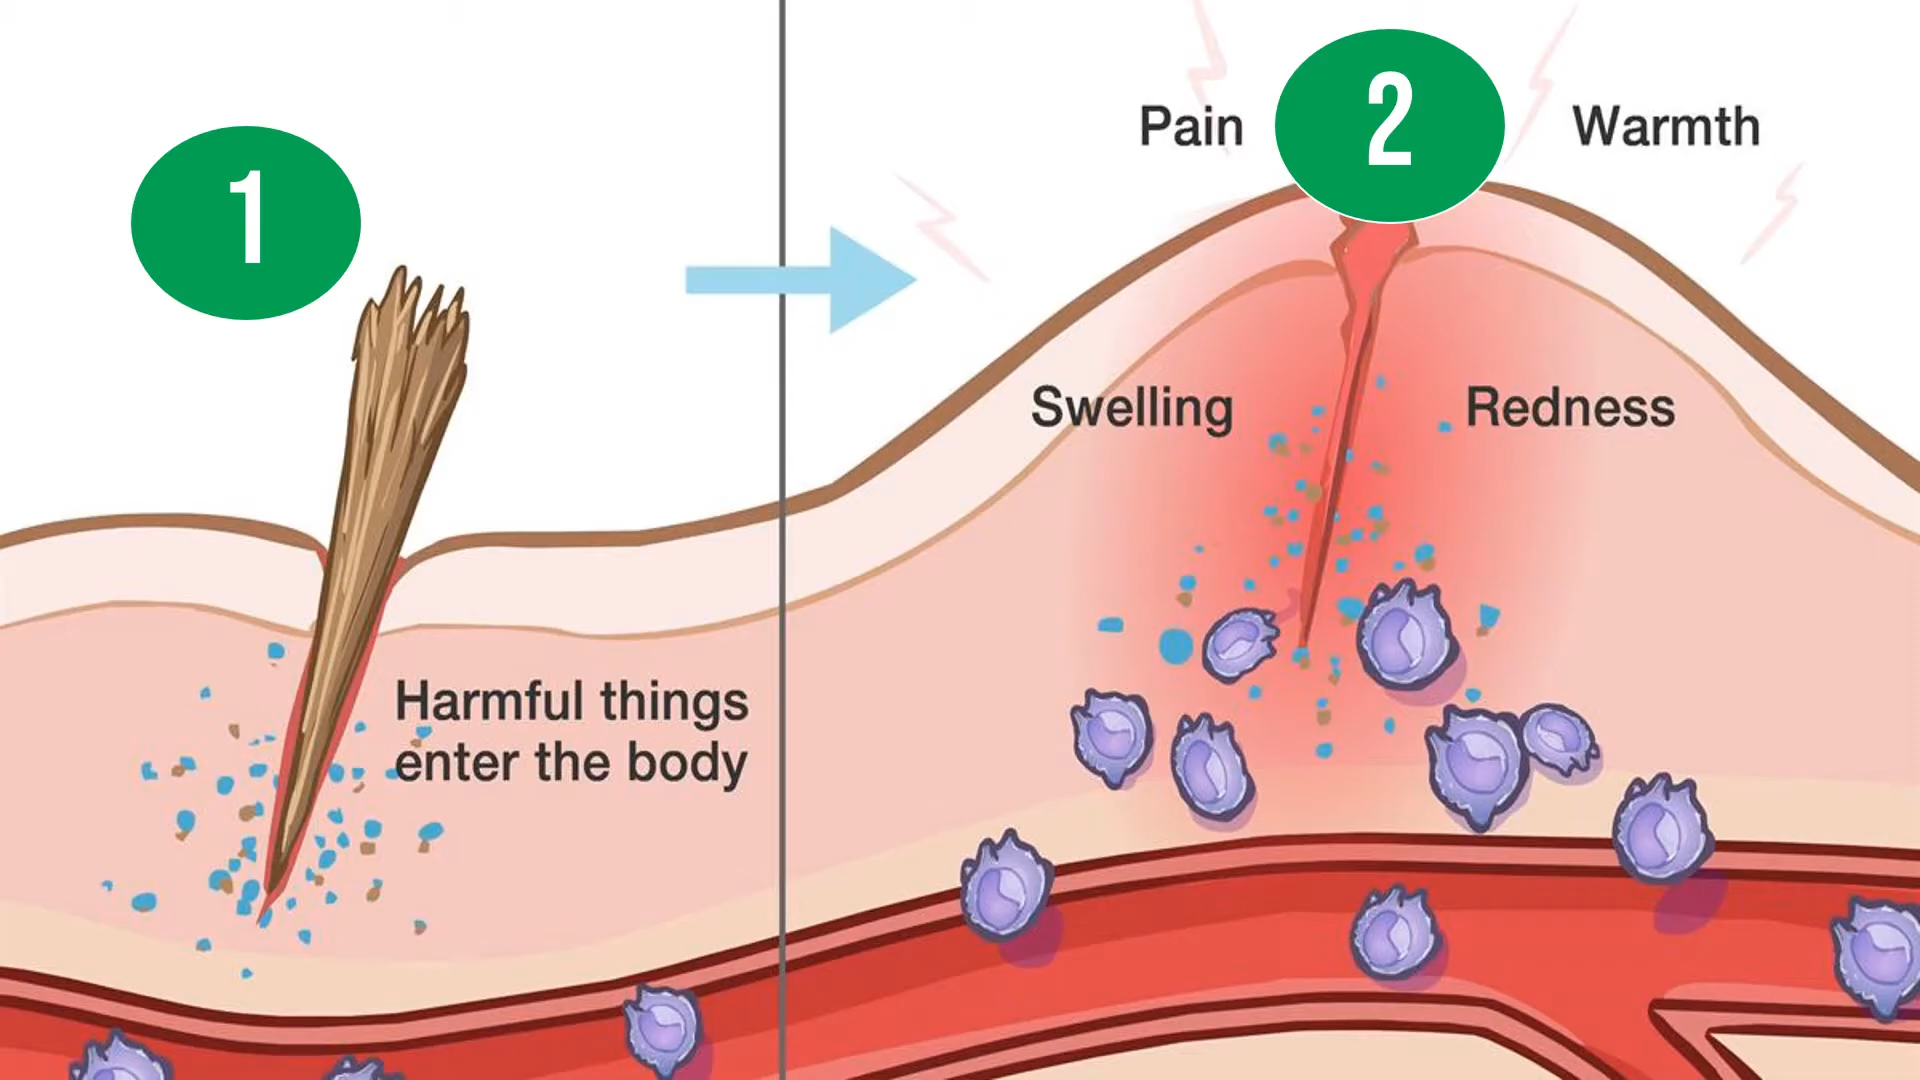 1
Harmful things
enter the body
2
Pain
Warmth
Swelling
Redness